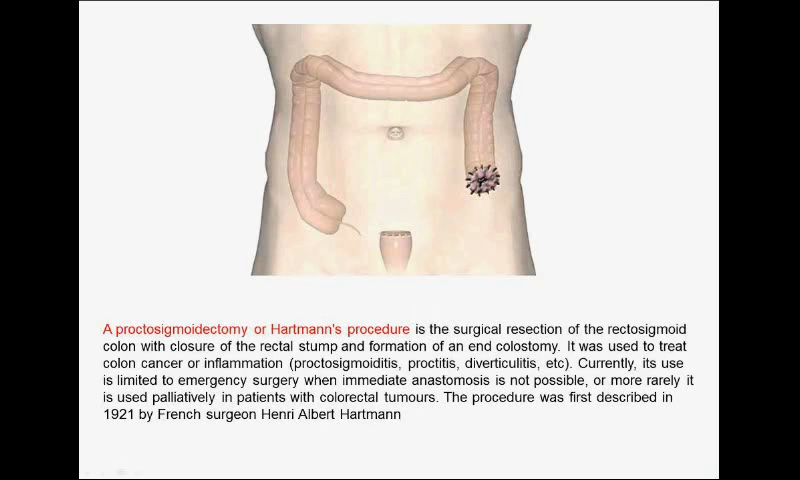 A proctosigmoidectomy or Hartmann's procedure is the surgical resection of the rectosigmoid
colon with closure of the rectal stump and formation of an end colostomy. It was used to treat
colon cancer or inflammation (proctosigmoiditis, proctitis, diverticulitis, etc). Currently, its use
is limited to emergency surgery when immediate anastomosis is not possible, or more rarely it
is used palliatively in patients with colorectal tumours. The procedure was first described in
1921 by French surgeon Henri Albert Hartmann